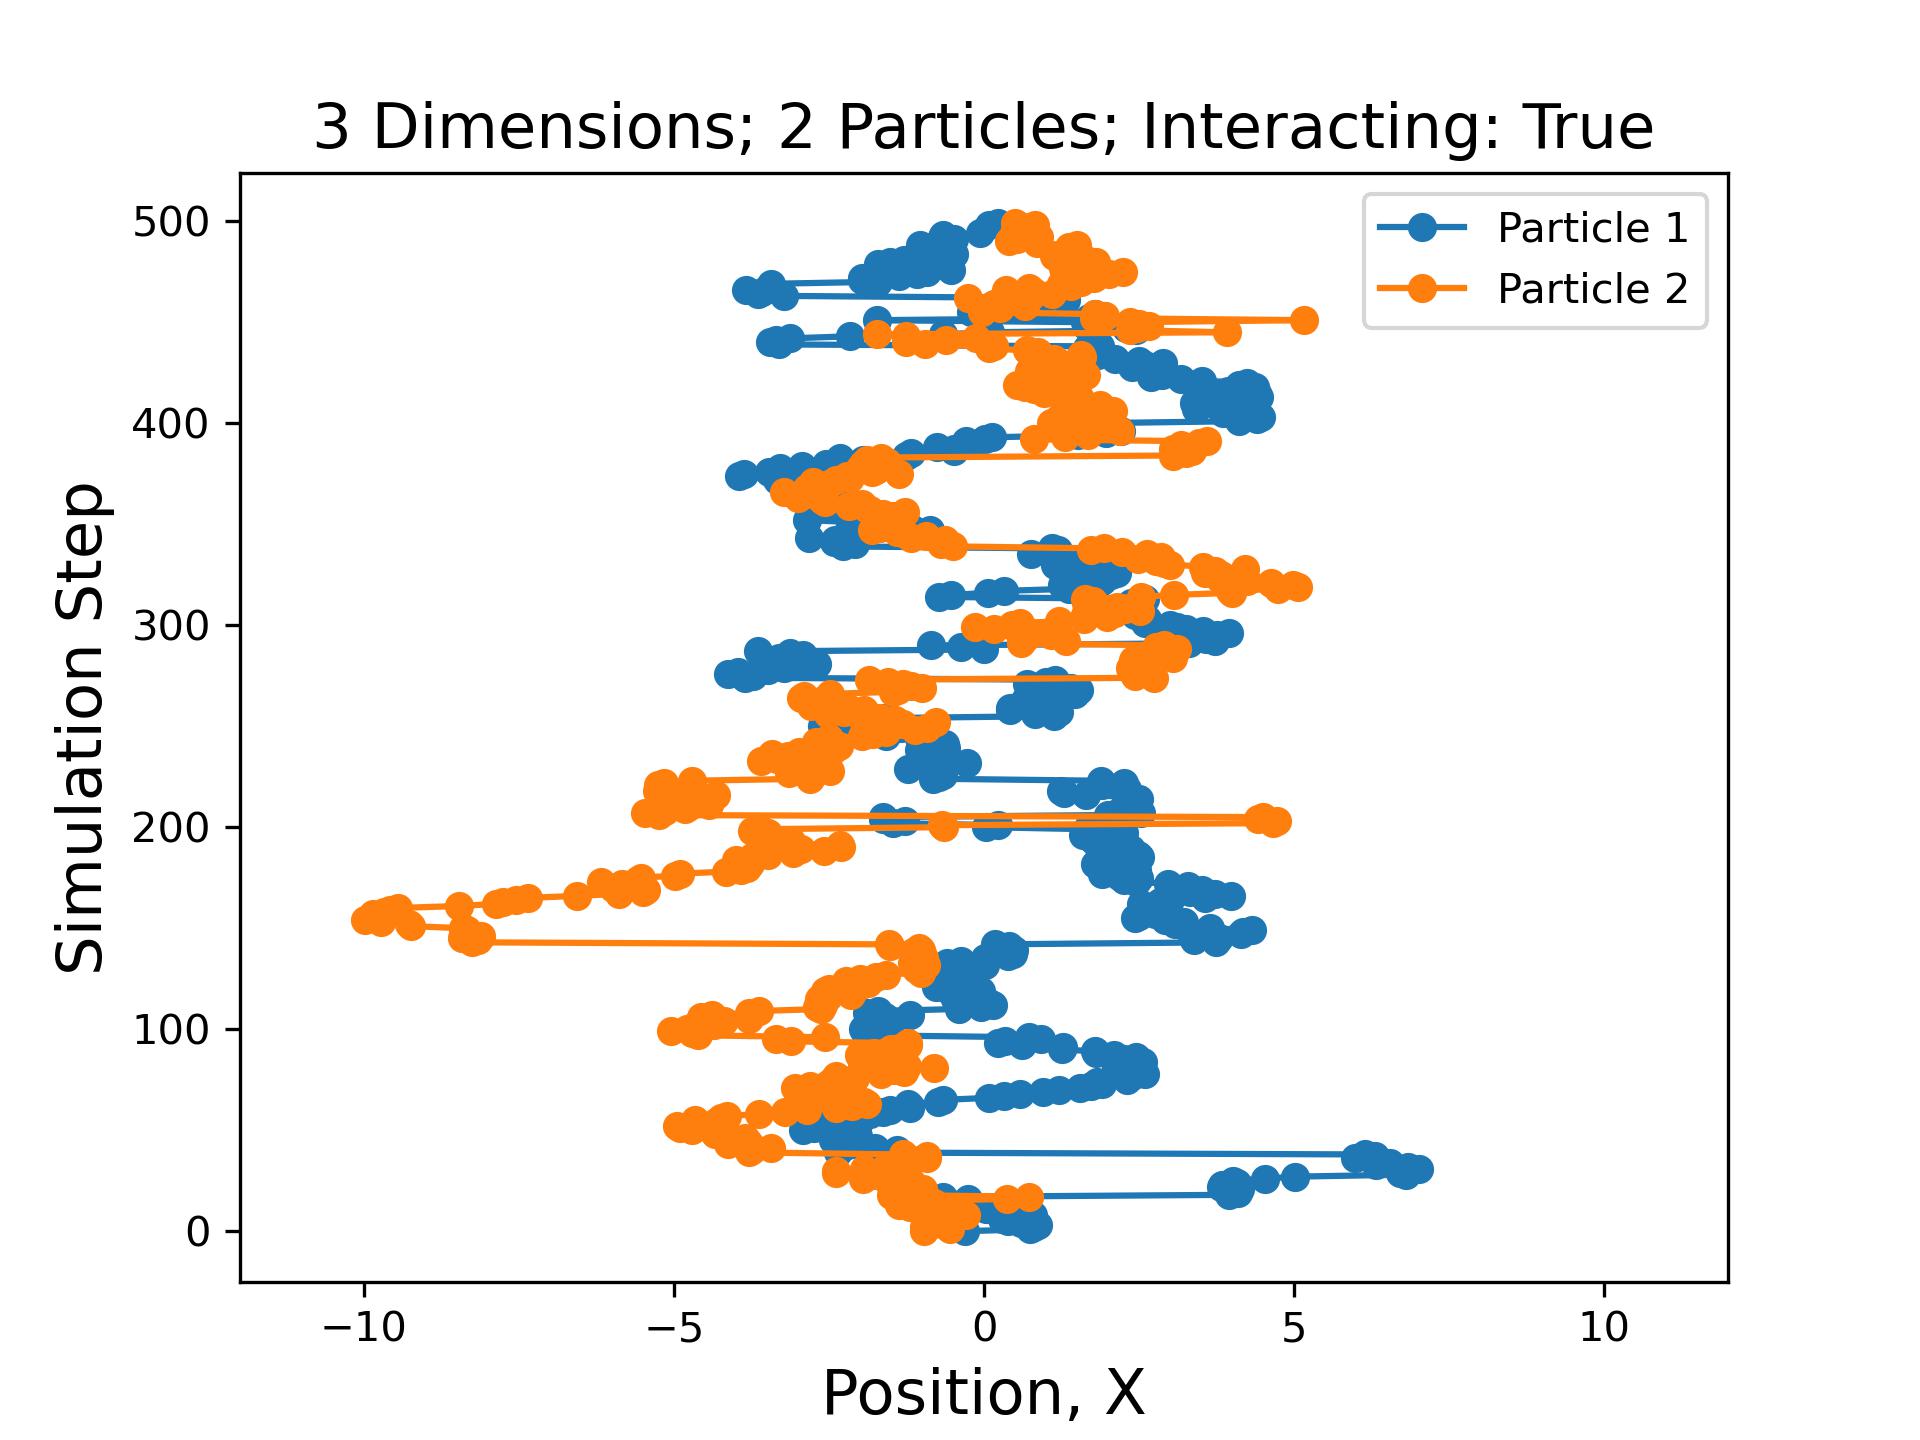 3 Dimensions; 2 Particles; Interacting: True
Particle 1
Particle 2
Simulation Step
500
400
300
200
100
0
−10
−5
0
5
10
Position, X